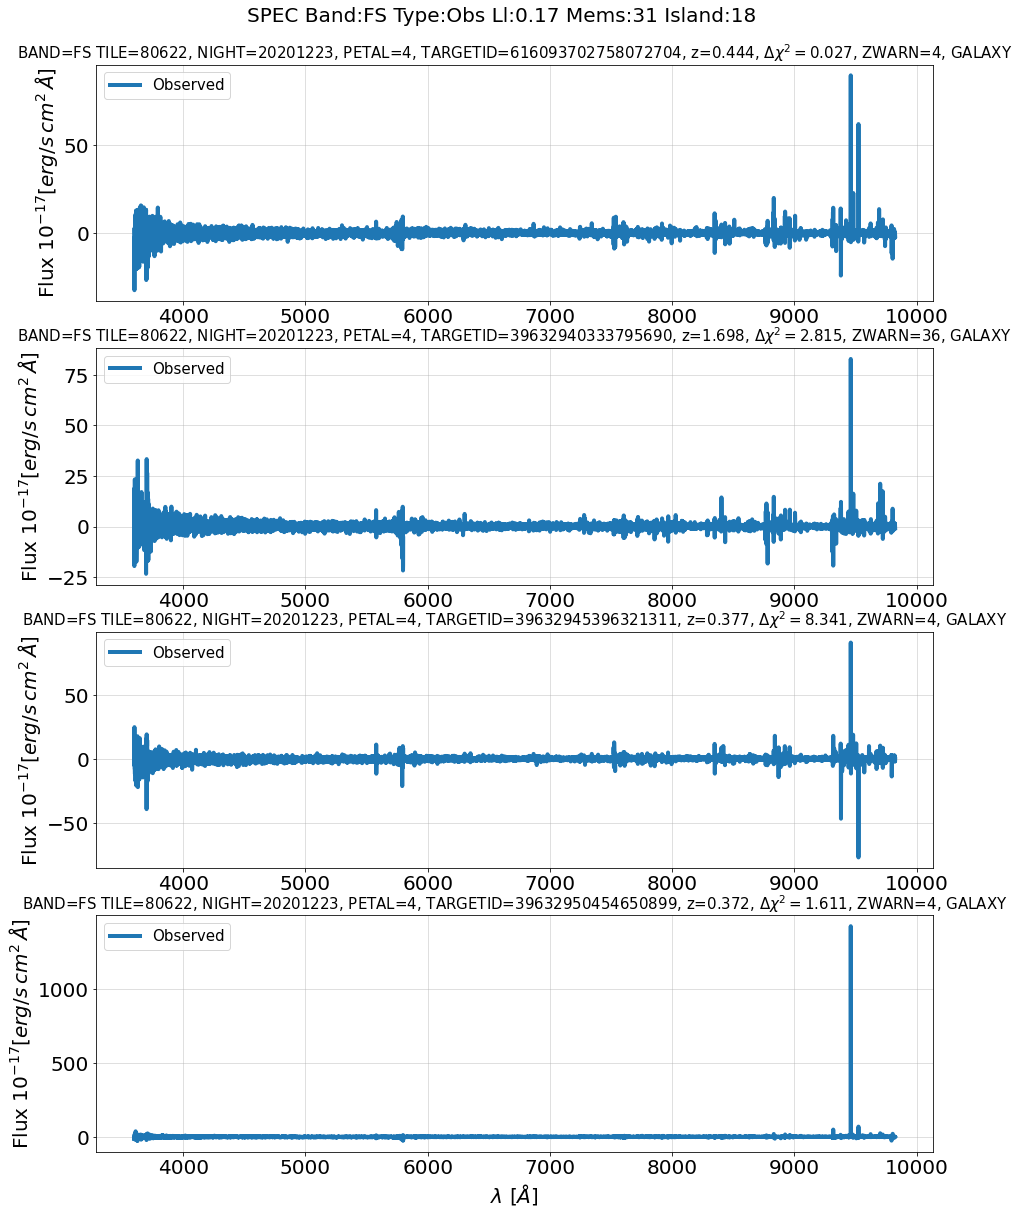 SPEC Band:FS Type:Obs Ll:0.17 Mems:31 Island:18
BAND=FS TILE=80622, NIGHT=20201223, PETAL=4, TARGETID=616093702758072704, z=0.444, Δχ² = 0.027, ZWARN=4, GALAXY
Observed
Flux 10⁻¹⁷[erg/s cm² Å]
50
0
4000 5000 6000 7000 8000 9000 10000
BAND=FS TILE=80622, NIGHT=20201223, PETAL=4, TARGETID=39632940333795690, z=1.698, Δχ² = 2.815, ZWARN=36, GALAXY
Observed
Flux 10⁻¹⁷[erg/s cm² Å]
75
50
25
0
−25
4000 5000 6000 7000 8000 9000 10000
BAND=FS TILE=80622, NIGHT=20201223, PETAL=4, TARGETID=39632945396321311, z=0.377, Δχ² = 8.341, ZWARN=4, GALAXY
Observed
Flux 10⁻¹⁷[erg/s cm² Å]
50
0
−50
4000 5000 6000 7000 8000 9000 10000
BAND=FS TILE=80622, NIGHT=20201223, PETAL=4, TARGETID=39632950454650899, z=0.372, Δχ² = 1.611, ZWARN=4, GALAXY
Observed
Flux 10⁻¹⁷[erg/s cm² Å]
1000
500
0
4000 5000 6000 7000 8000 9000 10000
λ [Å]